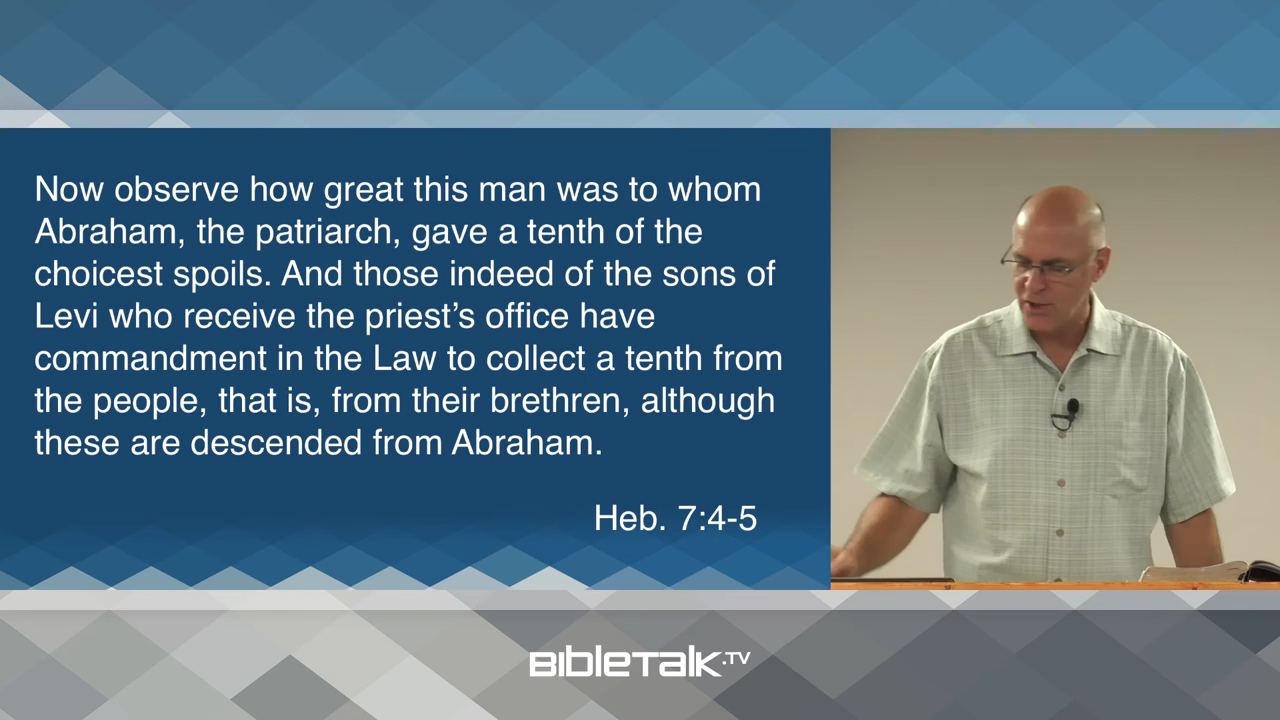 Now observe how great this man was to whom
Abraham, the patriarch, gave a tenth of the
choicest spoils. And those indeed of the sons of
Levi who receive the priest’s office have
commandment in the Law to collect a tenth from
the people, that is, from their brethren, although
these are descended from Abraham.
Heb. 7:4-5
BIBLETALK.TV